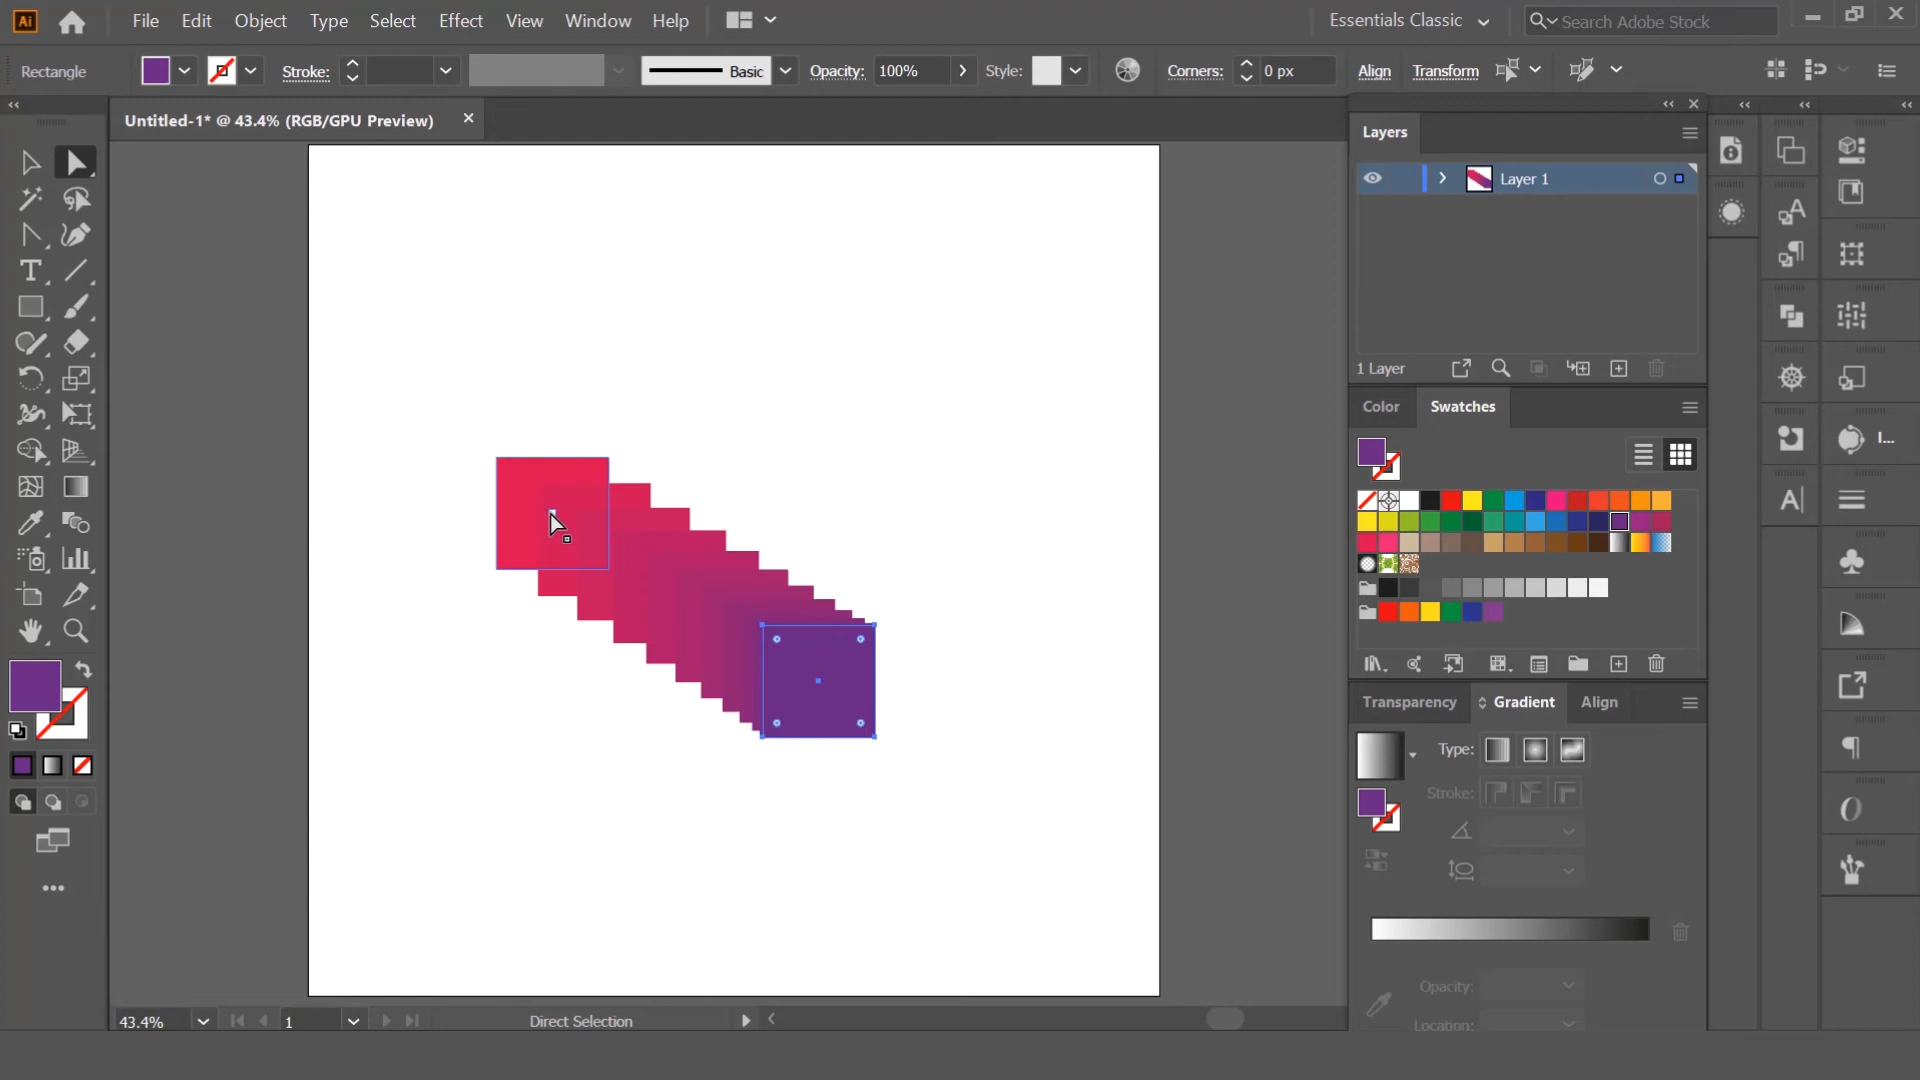 Ai File Edit Object Type Select Effect View Window Help Essentials Classic Search Adobe Stock
Rectangle Stroke: Basic Opacity: 100% Style: Corners: 0 px Align Transform
Untitled-1* @ 43.4% (RGB/GPU Preview)
Layers
Layer 1
1 Layer
Color Swatches
I...
Transparency Gradient Align
Type:
Stroke:
Opacity:
Location:
43.4% 1 Direct Selection